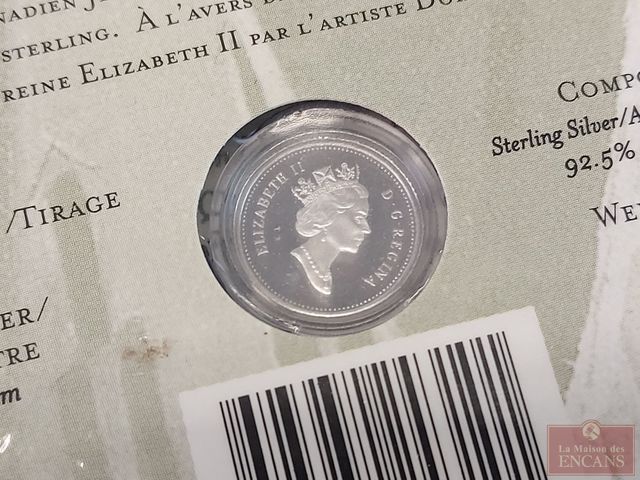 NADIEN J
STERLING. À L'AVERS D
REINE ELIZABETH II PAR L'ARTISTE DO
COMPO
Sterling Silver/A
92.5%
WE
/TIRAGE
ELIZABETH II D·G·REGINA
ER/
TRE
m
La Maison des
ENCANS